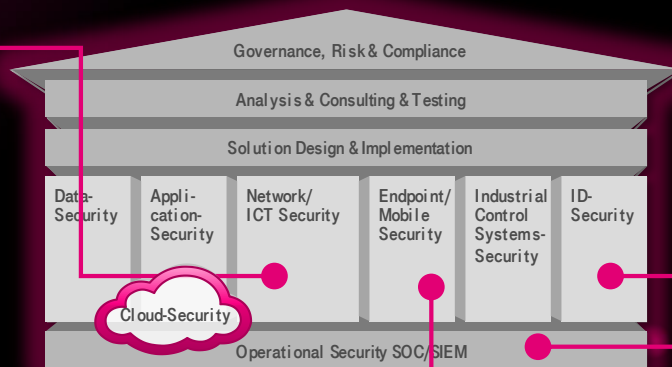 Governance, Risk & Compliance
Analysis & Consulting & Testing
Solution Design & Implementation
Data-
Security
Appli-
cation-
Security
Network/
ICT Security
Endpoint/
Mobile
Security
Industrial
Control
Systems-
Security
ID-
Security
Cloud-Security
Operational Security SOC/SIEM